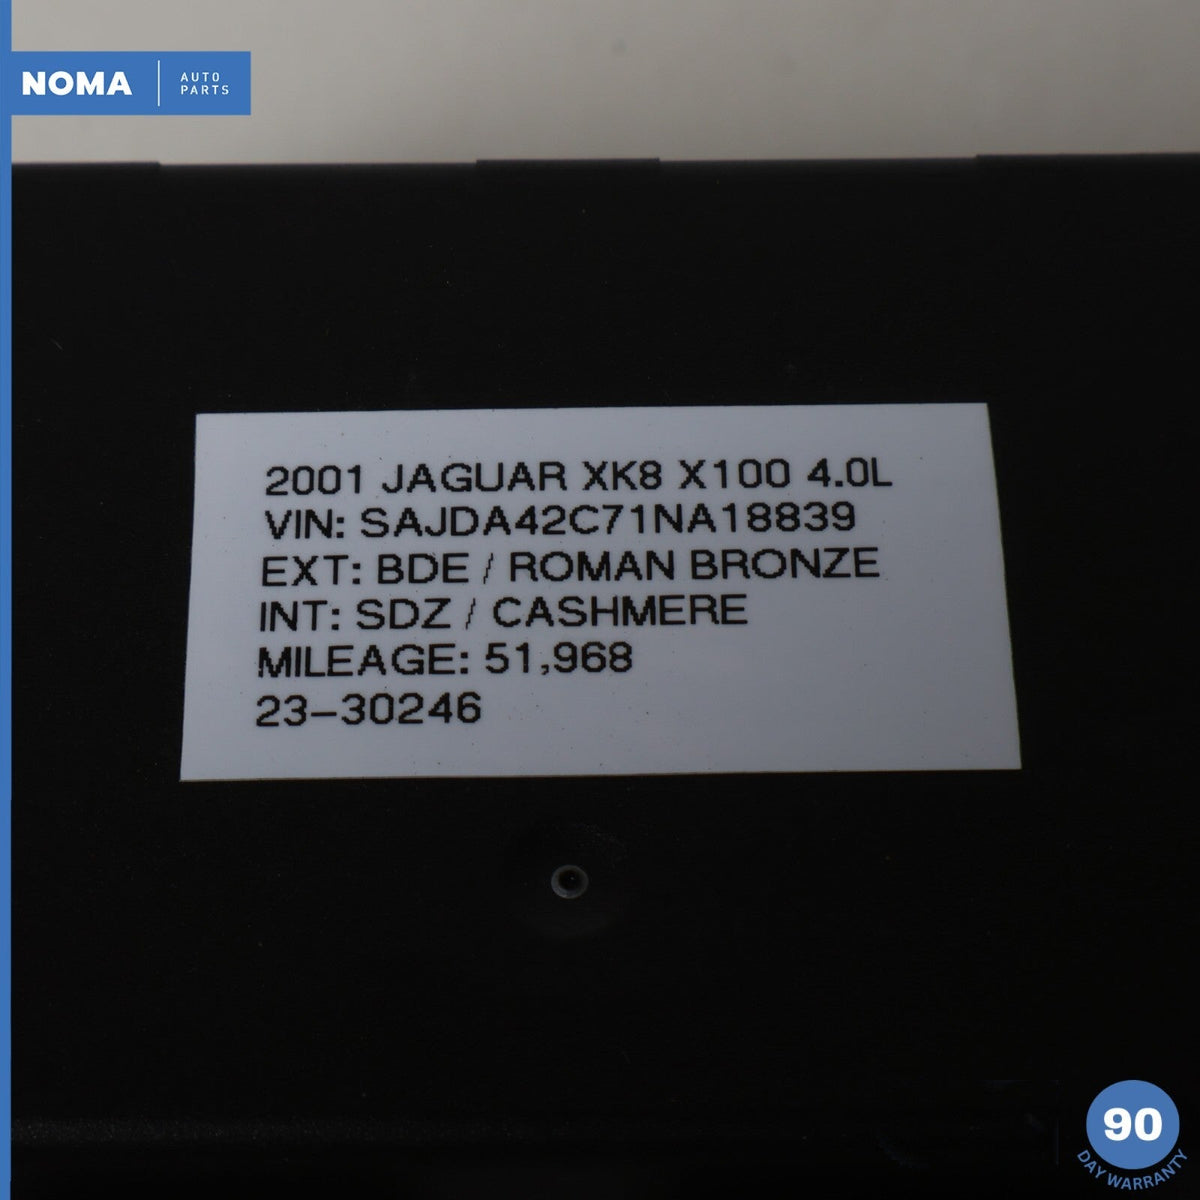 NOMA
AUTO
PARTS
2001 JAGUAR XK8 X100 4.0L
VIN: SAJDA42C71NA18839
EXT: BDE / ROMAN BRONZE
INT: SDZ / CASHMERE
MILEAGE: 51,968
23-30246
90
DAY WARRANTY